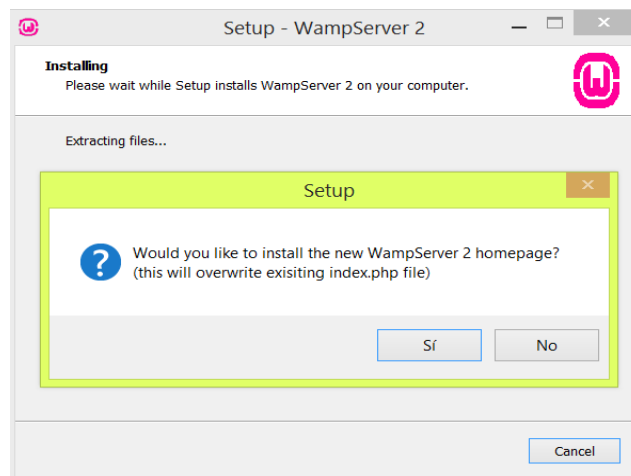 Setup - WampServer 2
Installing
Please wait while Setup installs WampServer 2 on your computer.
Extracting files...
Setup
Would you like to install the new WampServer 2 homepage?
(this will overwrite exisiting index.php file)
Sí No
Cancel